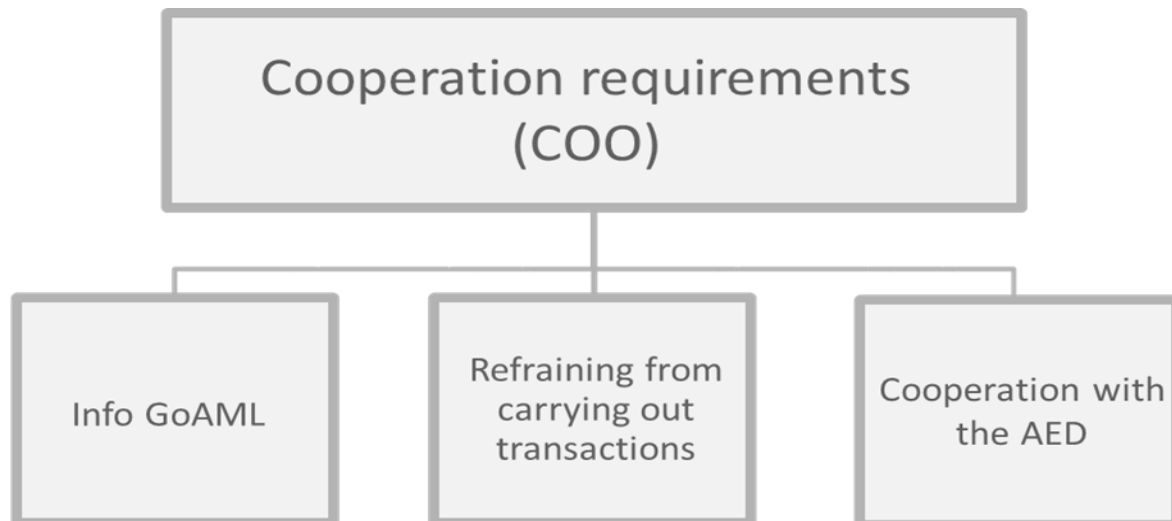 Cooperation requirements
(COO)
Info GoAML
Refraining from
carrying out
transactions
Cooperation with
the AED